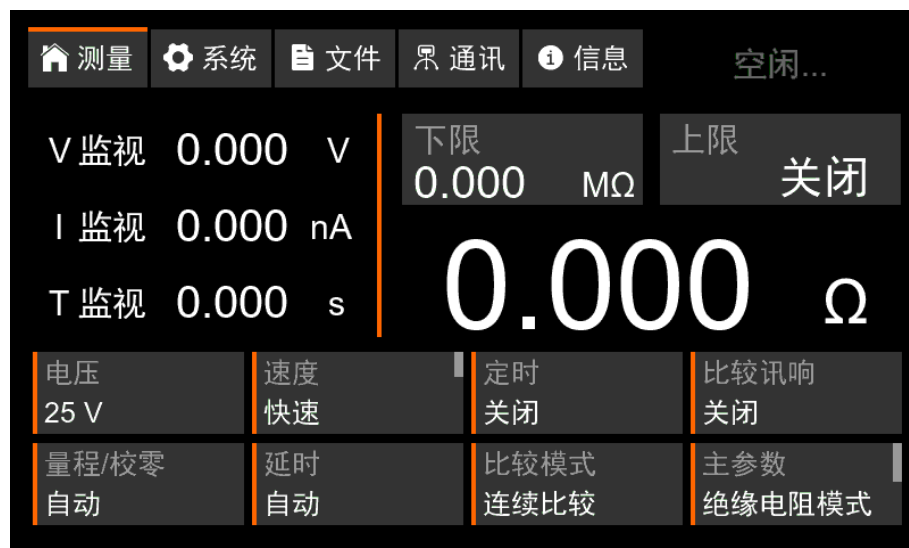 测量 系统 文件 通讯 信息 空闲...
V 监视 0.000 V
I 监视 0.000 nA
T 监视 0.000 s
下限
0.000 MΩ
上限
关闭
0.000 Ω
电压
25 V
速度
快速
定时
关闭
比较讯响
关闭
量程/校零
自动
延时
自动
比较模式
连续比较
主参数
绝缘电阻模式